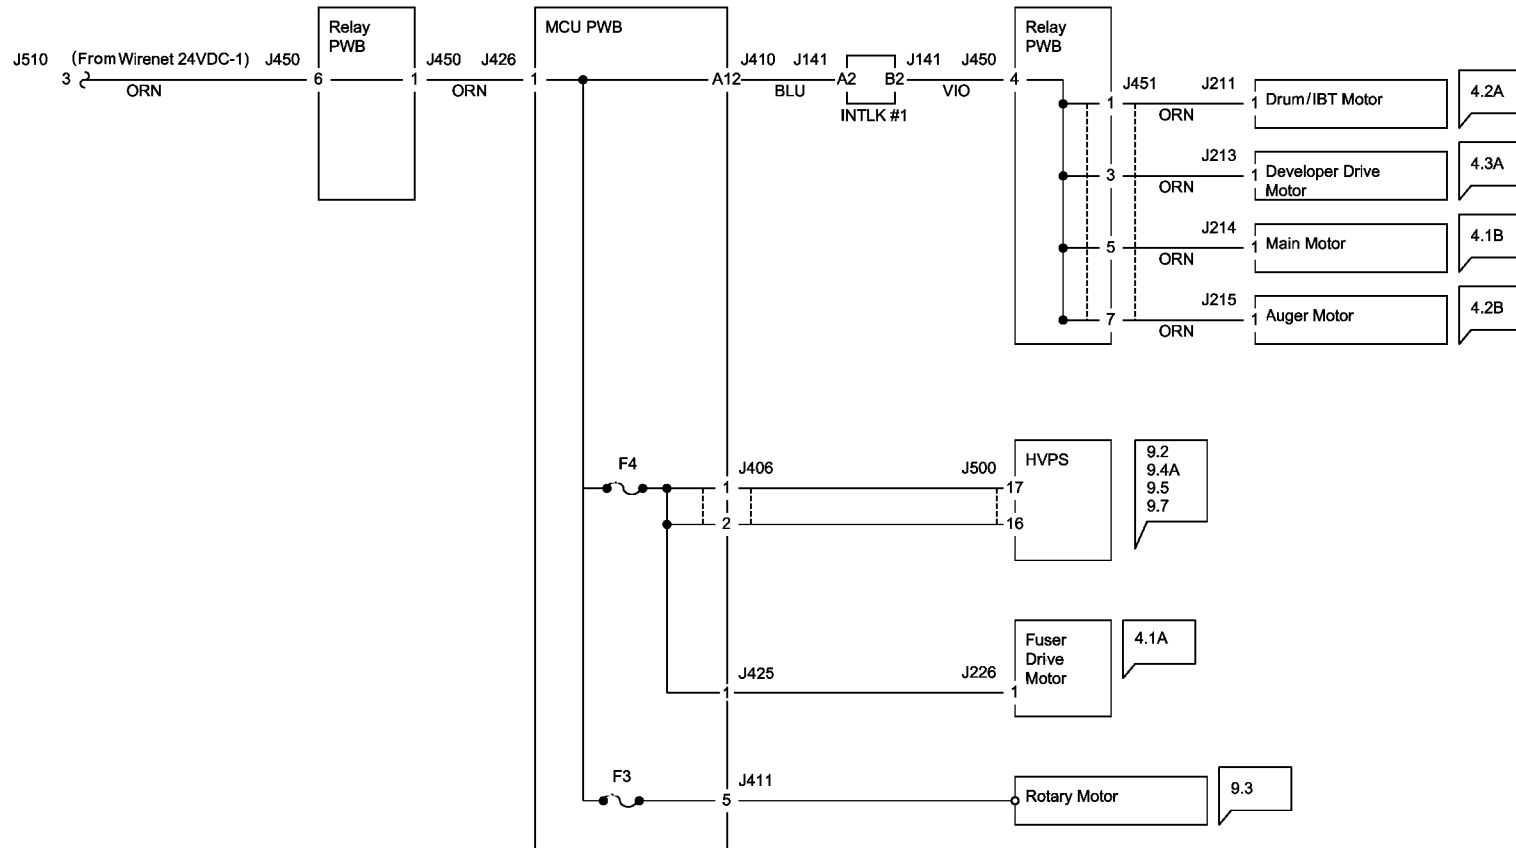 J510
(From Wirenet 24VDC-1)
3
ORN
J450
6
Relay
PWB
1
J450
ORN
J426
1
MCU PWB
A12
J410
BLU
J141
A2
B2
INTLK #1
J141
VIO
J450
4
Relay
PWB
J451
1
ORN
J211
1
Drum/IBT Motor
4.2A
3
ORN
J213
1
Developer Drive
Motor
4.3A
5
ORN
J214
1
Main Motor
4.1B
7
ORN
J215
1
Auger Motor
4.2B
F4
1
J406
2
J500
17
16
HVPS
9.2
9.4A
9.5
9.7
1
J425
J226
1
Fuser
Drive
Motor
4.1A
F3
5
J411
Rotary Motor
9.3